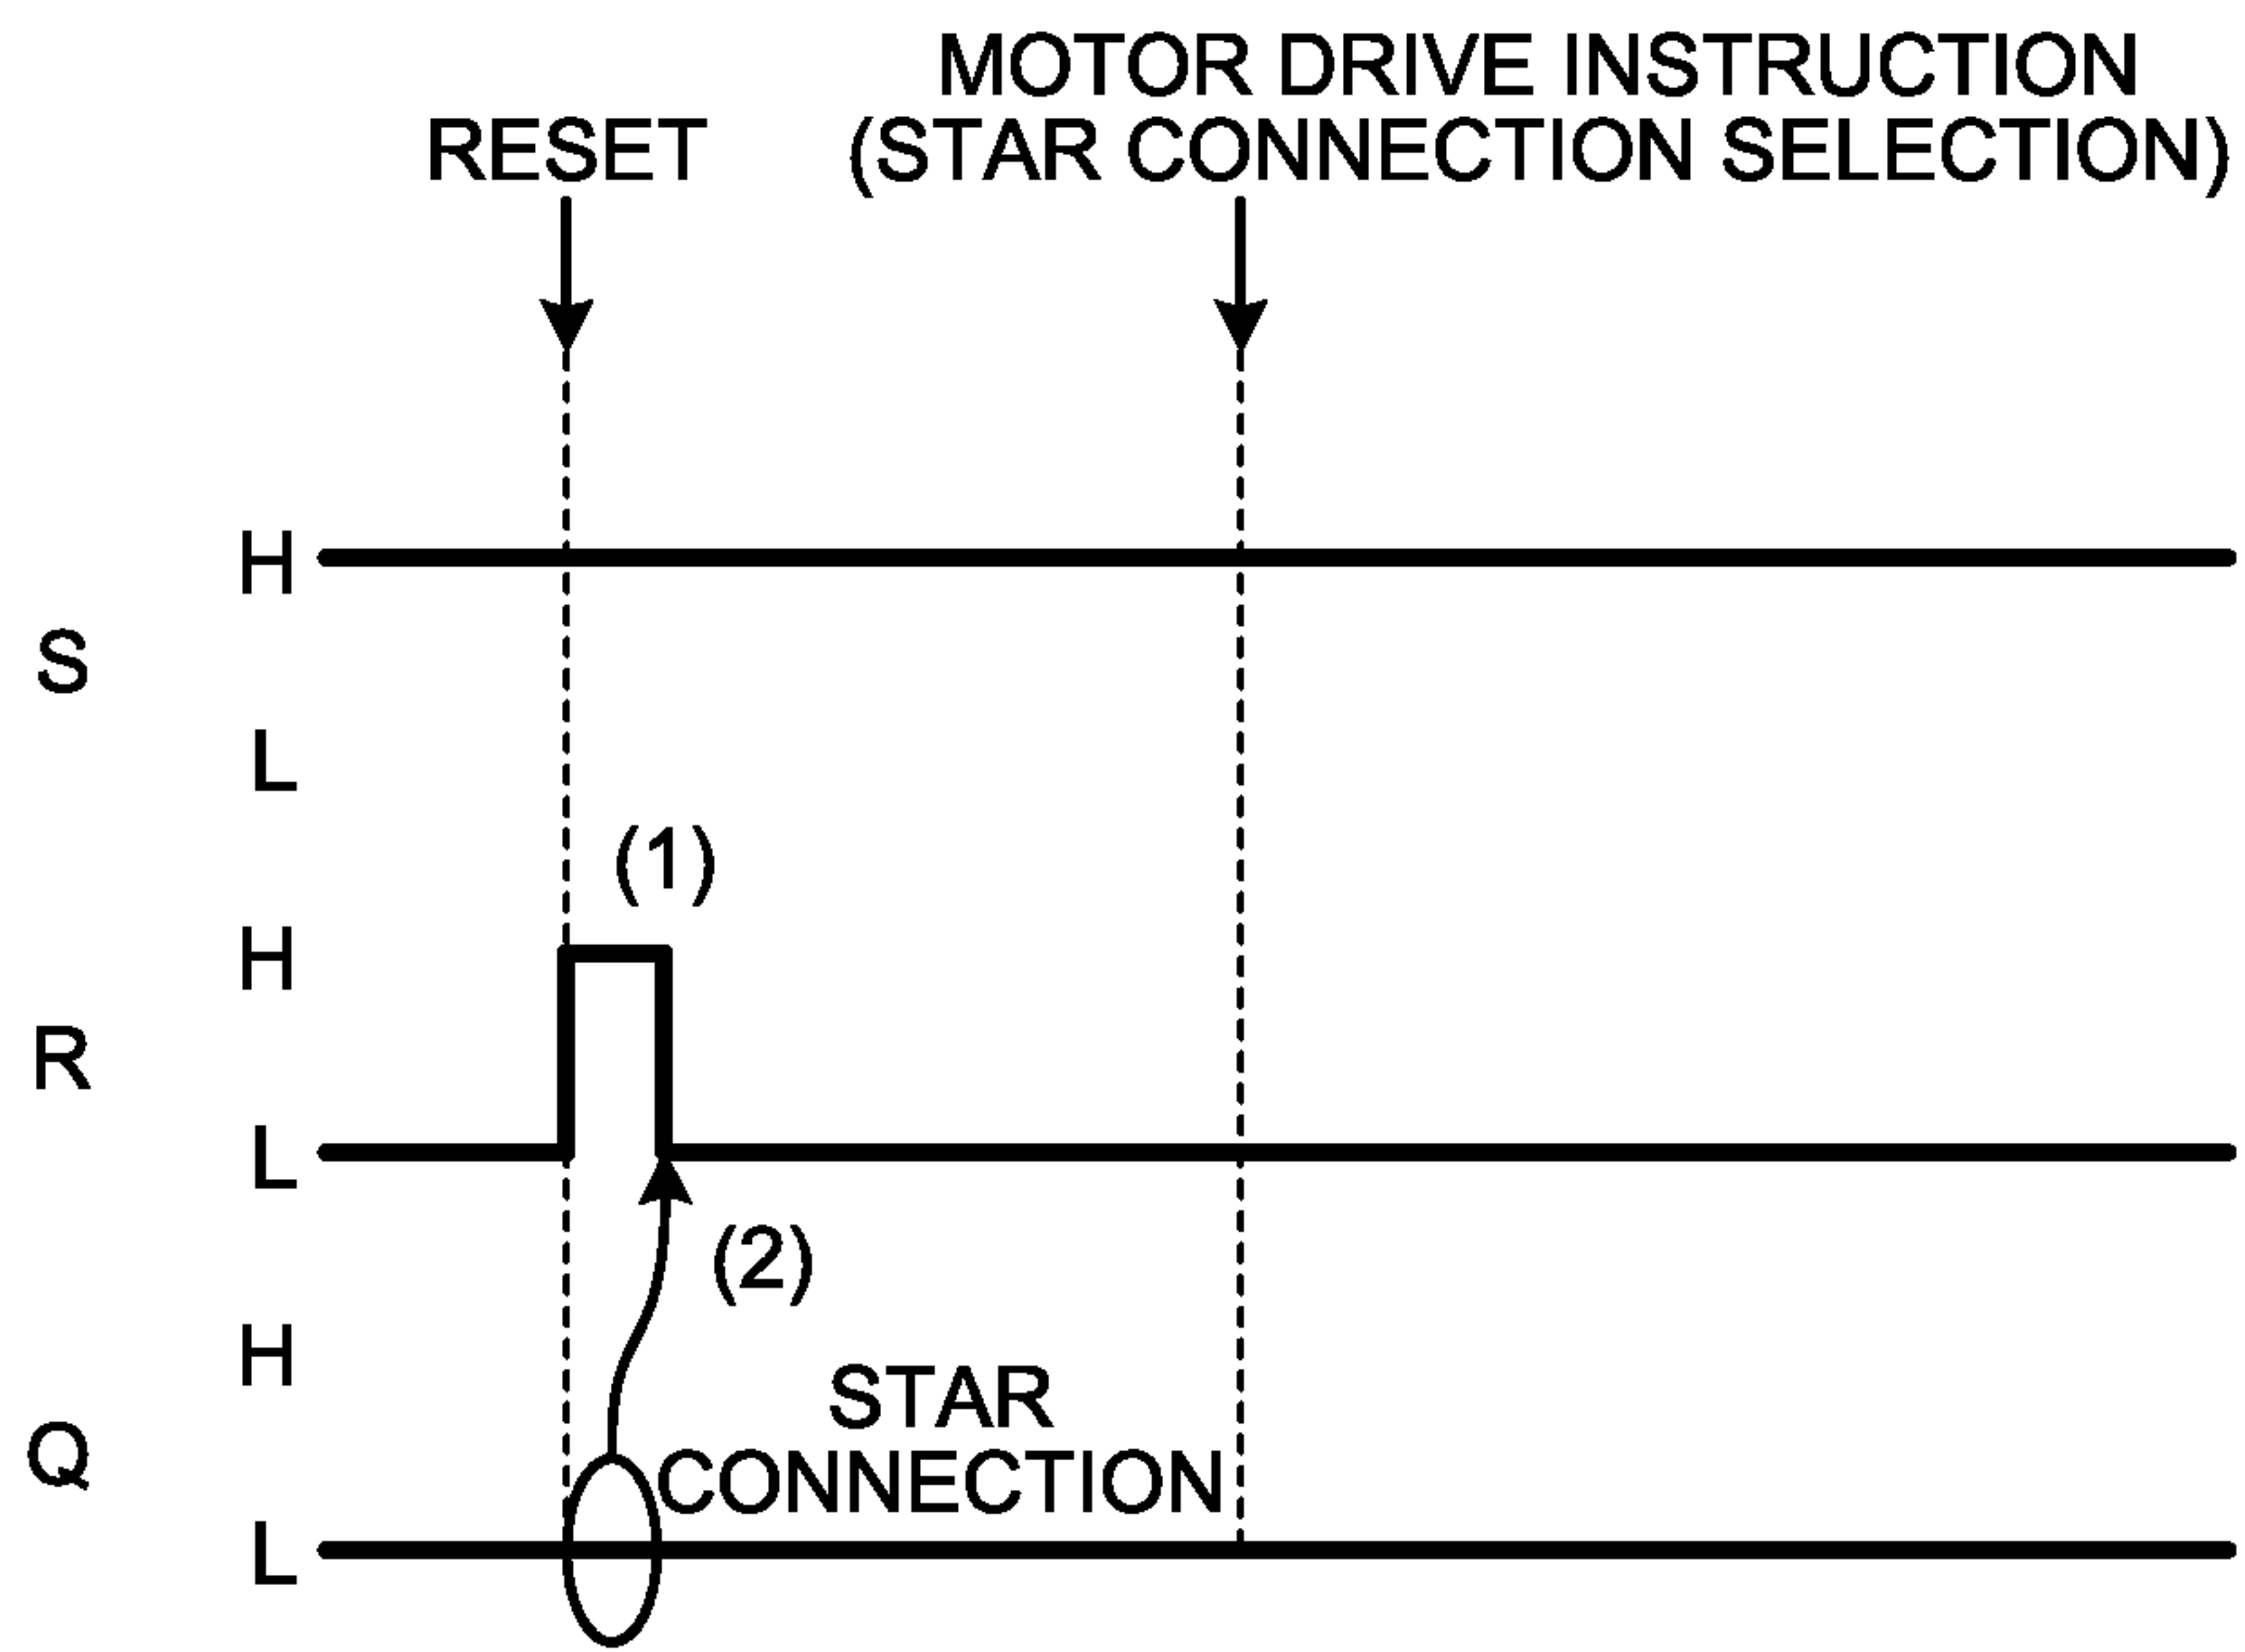 MOTOR DRIVE INSTRUCTION
RESET (STAR CONNECTION SELECTION)
H
S
L
(1)
H
R
L
(2)
H
STAR
Q
CONNECTION
L